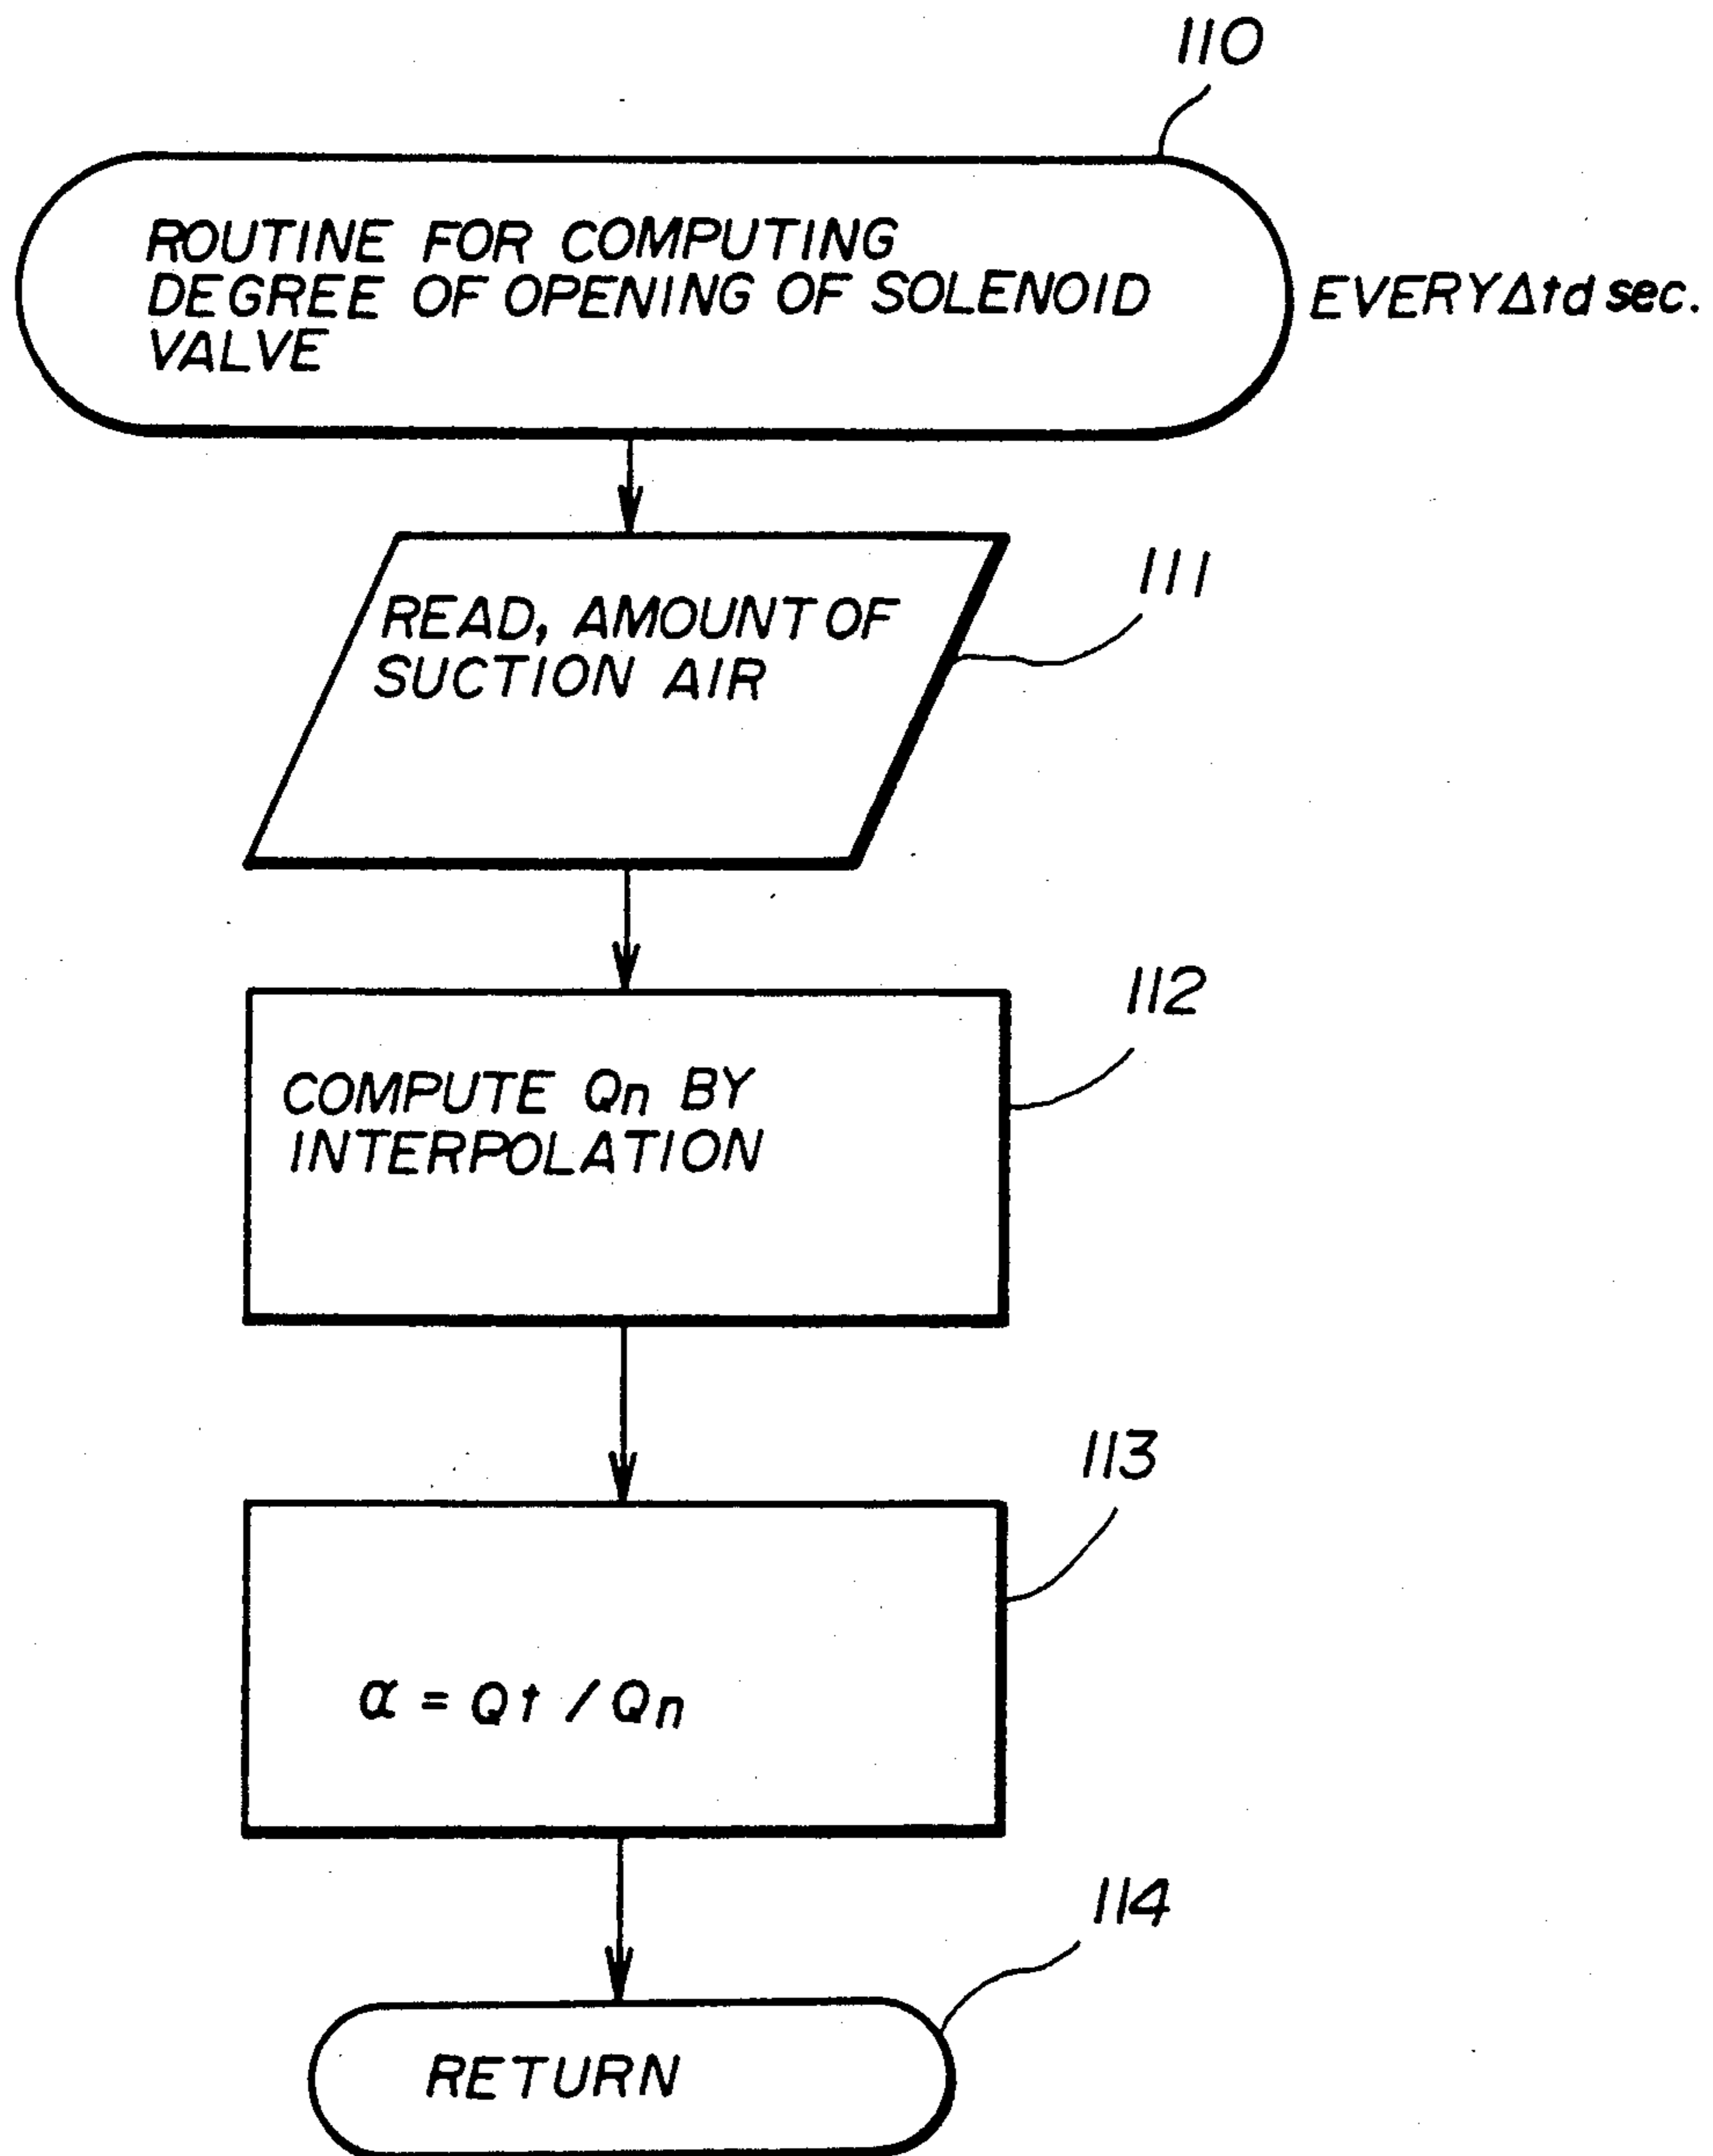 110
ROUTINE FOR COMPUTING
DEGREE OF OPENING OF SOLENOID
VALVE
EVERY Δtd sec.
READ, AMOUNT OF
SUCTION AIR
111
COMPUTE Qn BY
INTERPOLATION
112
113
α = Qt / Qn
114
RETURN